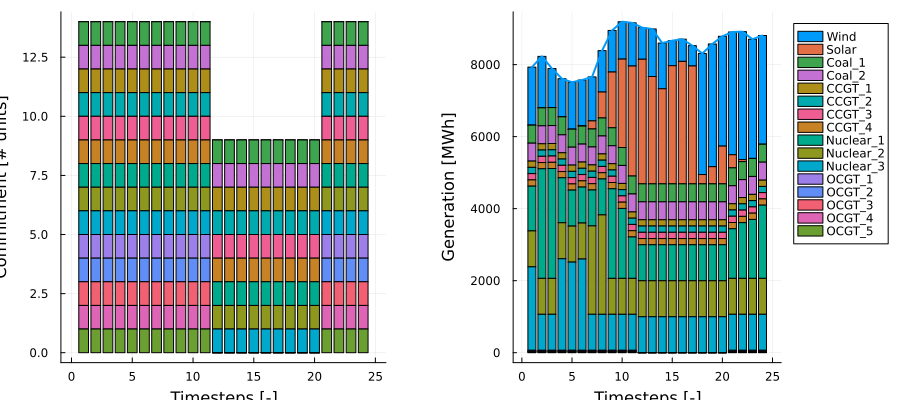 Commitment [# units]
12.5
10.0
7.5
5.0
2.5
0.0
0 5 10 15 20 25
Timesteps [-]
Generation [MWh]
8000
6000
4000
2000
0
0 5 10 15 20 25
Timesteps [-]
Wind
Solar
Coal_1
Coal_2
CCGT_1
CCGT_2
CCGT_3
CCGT_4
Nuclear_1
Nuclear_2
Nuclear_3
OCGT_1
OCGT_2
OCGT_3
OCGT_4
OCGT_5